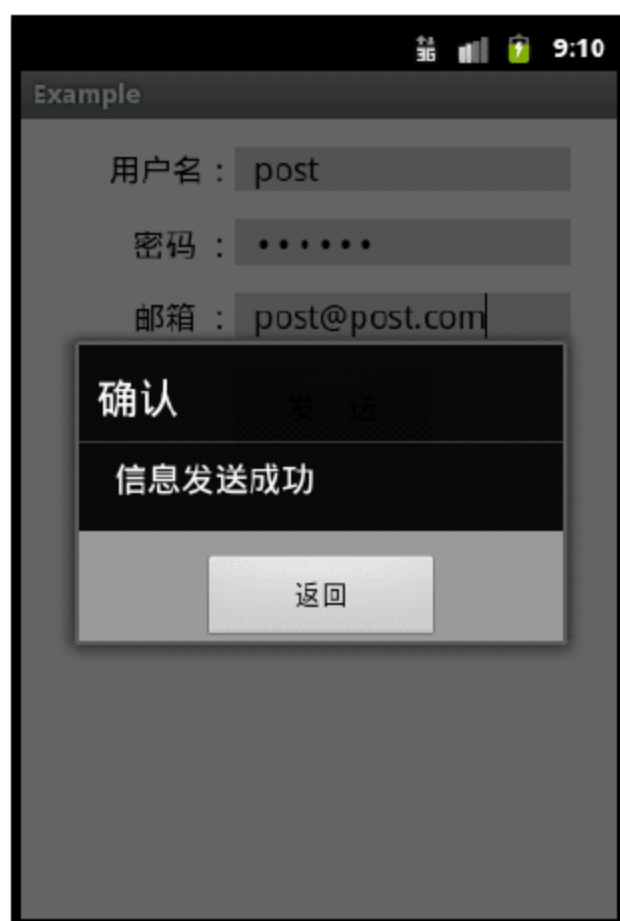 3G 9:10
Example
用户名： post
密码 ： ••••••
邮箱 ： post@post.com
发 送
确认
信息发送成功
返回